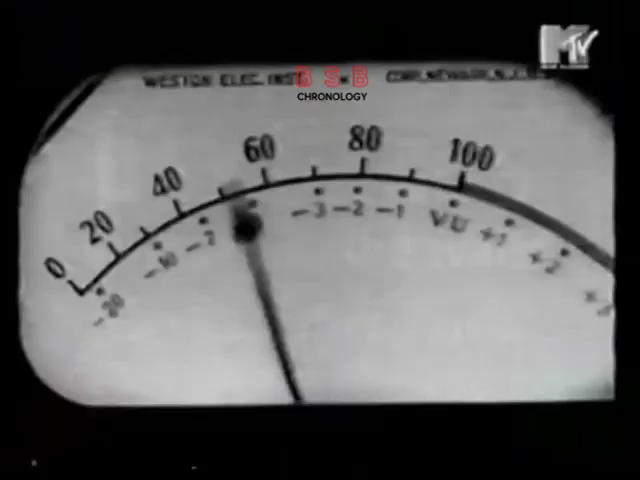 MTV
WESTON ELEC. INST.
B S B
CHRONOLOGY
0 20 40 60 80 100
-20 -10 -7 -3 -2 -1 VU +1 +2